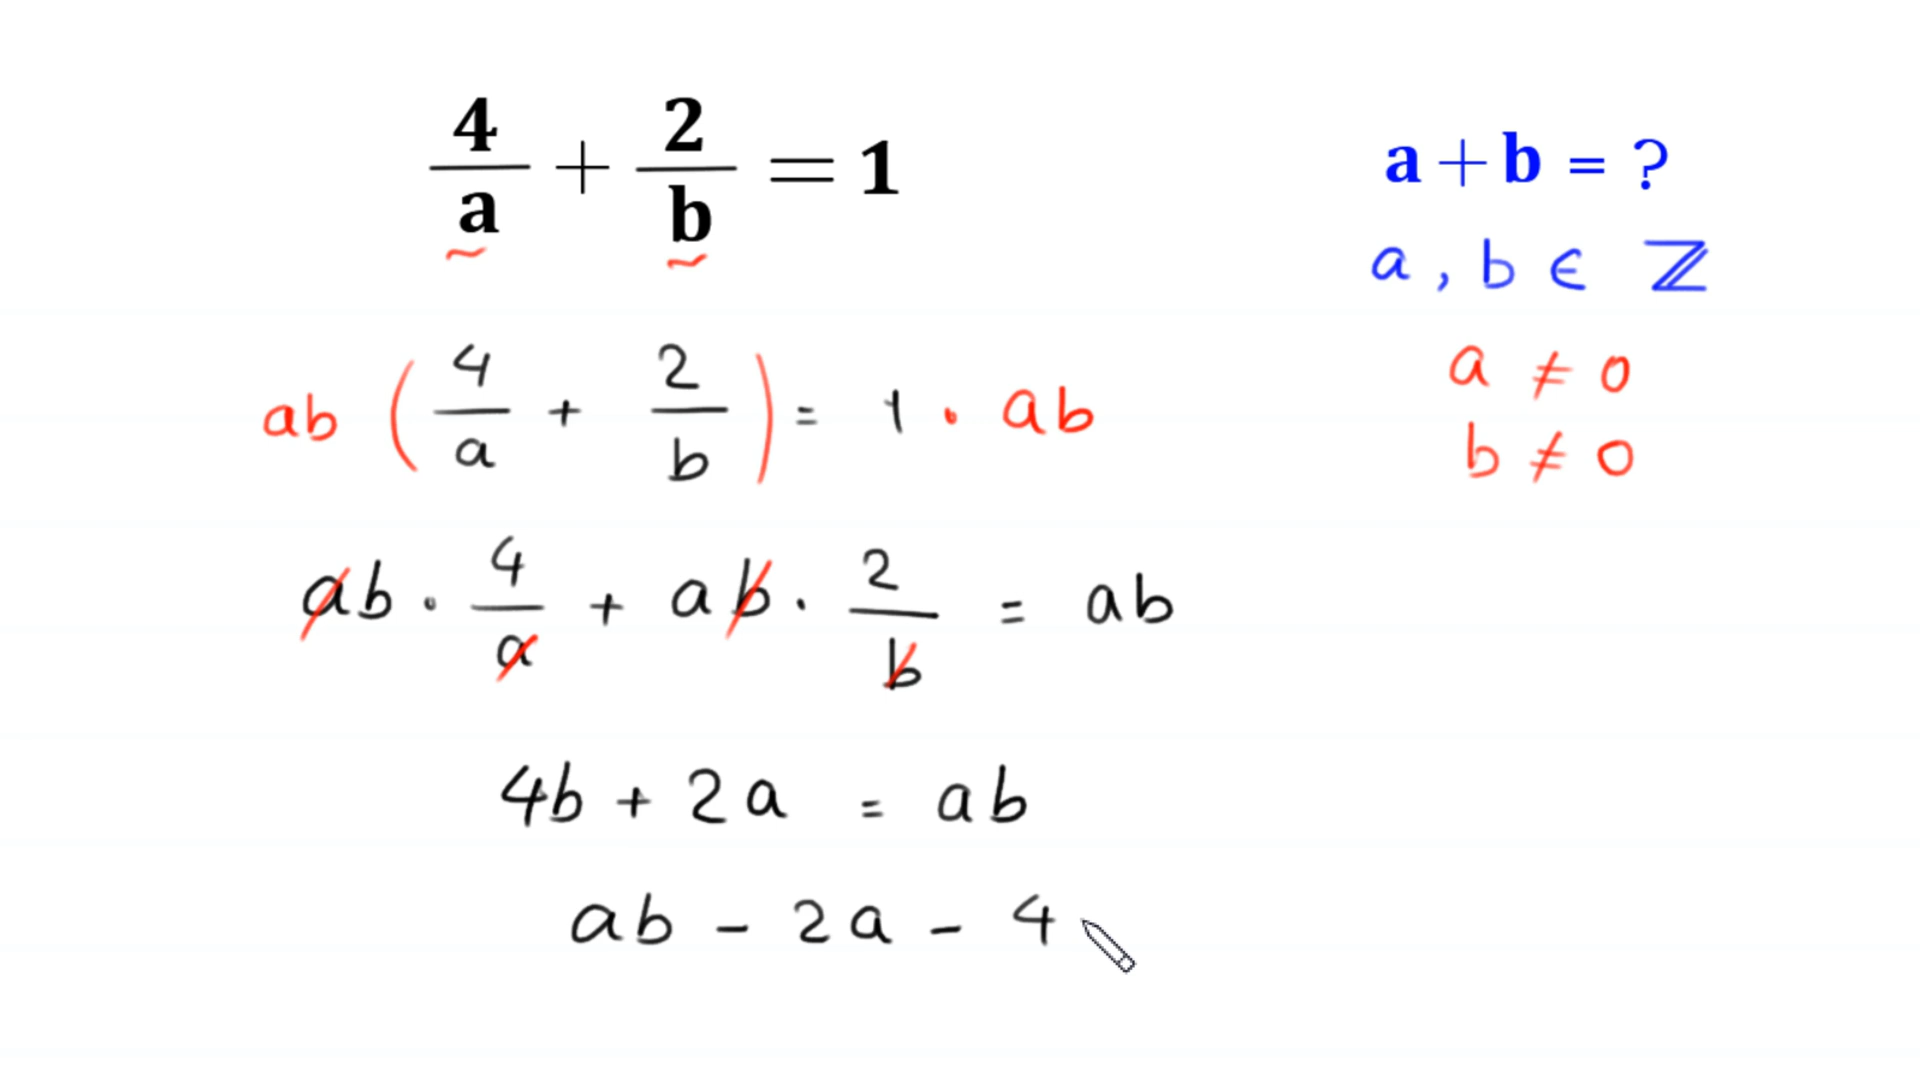 4/a + 2/b = 1
a + b = ?
a , b ∈ ℤ
a ≠ 0
b ≠ 0
ab ( 4/a + 2/b ) = 1 · ab
ab · 4/a + ab · 2/b = ab
4b + 2a = ab
ab - 2a - 4